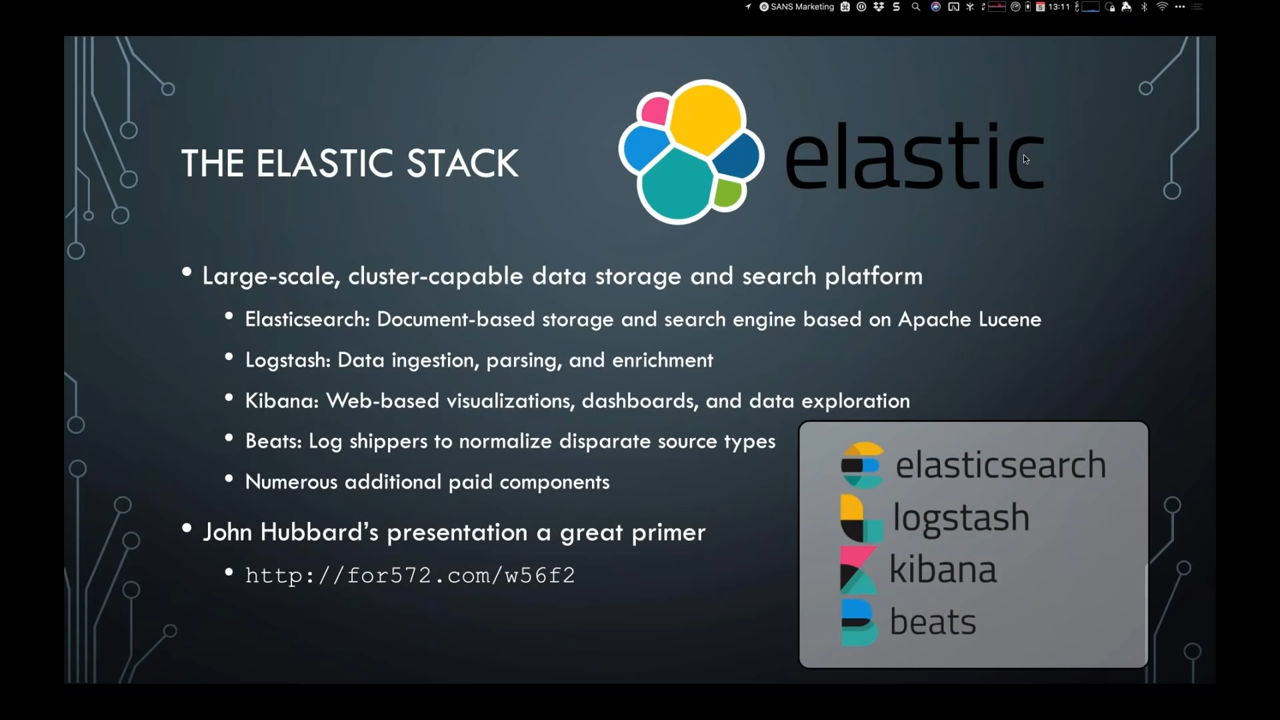 SANS Marketing
13:11
THE ELASTIC STACK
elastic
• Large-scale, cluster-capable data storage and search platform
• Elasticsearch: Document-based storage and search engine based on Apache Lucene
• Logstash: Data ingestion, parsing, and enrichment
• Kibana: Web-based visualizations, dashboards, and data exploration
• Beats: Log shippers to normalize disparate source types
• Numerous additional paid components
• John Hubbard’s presentation a great primer
• http://for572.com/w56f2
elasticsearch
logstash
kibana
beats